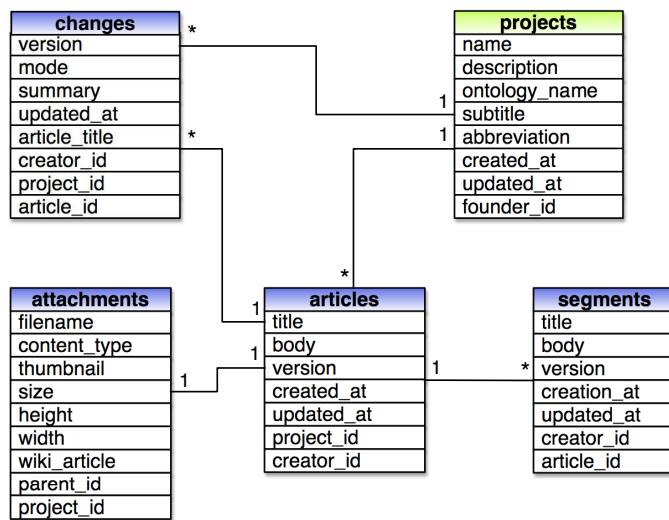 changes
version
mode
summary
updated_at
article_title
creator_id
project_id
article_id
*
*
projects
name
description
ontology_name
subtitle
abbreviation
created_at
updated_at
founder_id
1
1
*
attachments
filename
content_type
thumbnail
size
height
width
wiki_article
parent_id
project_id
1
1
1
articles
title
body
version
created_at
updated_at
project_id
creator_id
1
*
segments
title
body
version
creation_at
updated_at
creator_id
article_id